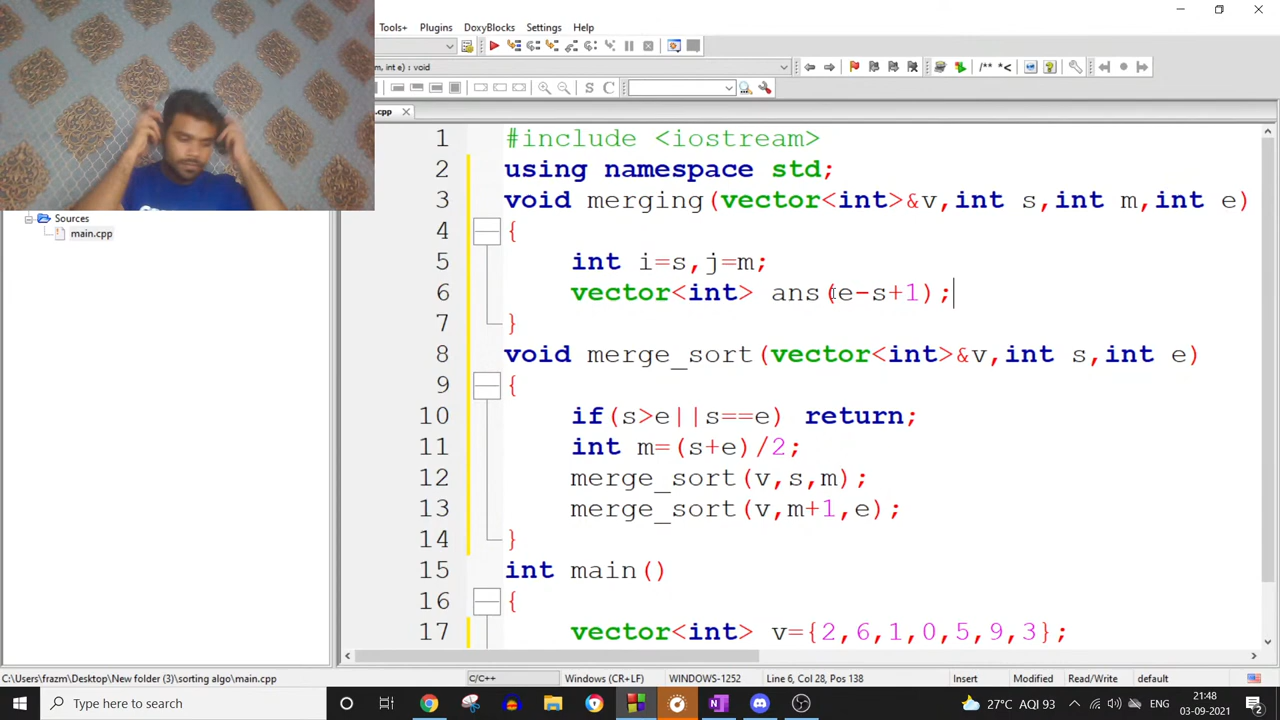 Tools+ Plugins DoxyBlocks Settings Help
m, int e) : void
/** *<
S C
.cpp
Sources
main.cpp
1 #include <iostream>
2 using namespace std;
3 void merging(vector<int>&v,int s,int m,int e)
4 {
5 int i=s,j=m;
6 vector<int> ans(e-s+1);
7 }
8 void merge_sort(vector<int>&v,int s,int e)
9 {
10 if(s>e||s==e) return;
11 int m=(s+e)/2;
12 merge_sort(v,s,m);
13 merge_sort(v,m+1,e);
14 }
15 int main()
16 {
17 vector<int> v={2,6,1,0,5,9,3};
C:\Users\frazm\Desktop\New folder (3)\sorting algo\main.cpp C/C++ Windows (CR+LF) WINDOWS-1252 Line 6, Col 28, Pos 138 Insert Modified Read/Write default
Type here to search
27°C AQI 93 ENG
21:48
03-09-2021